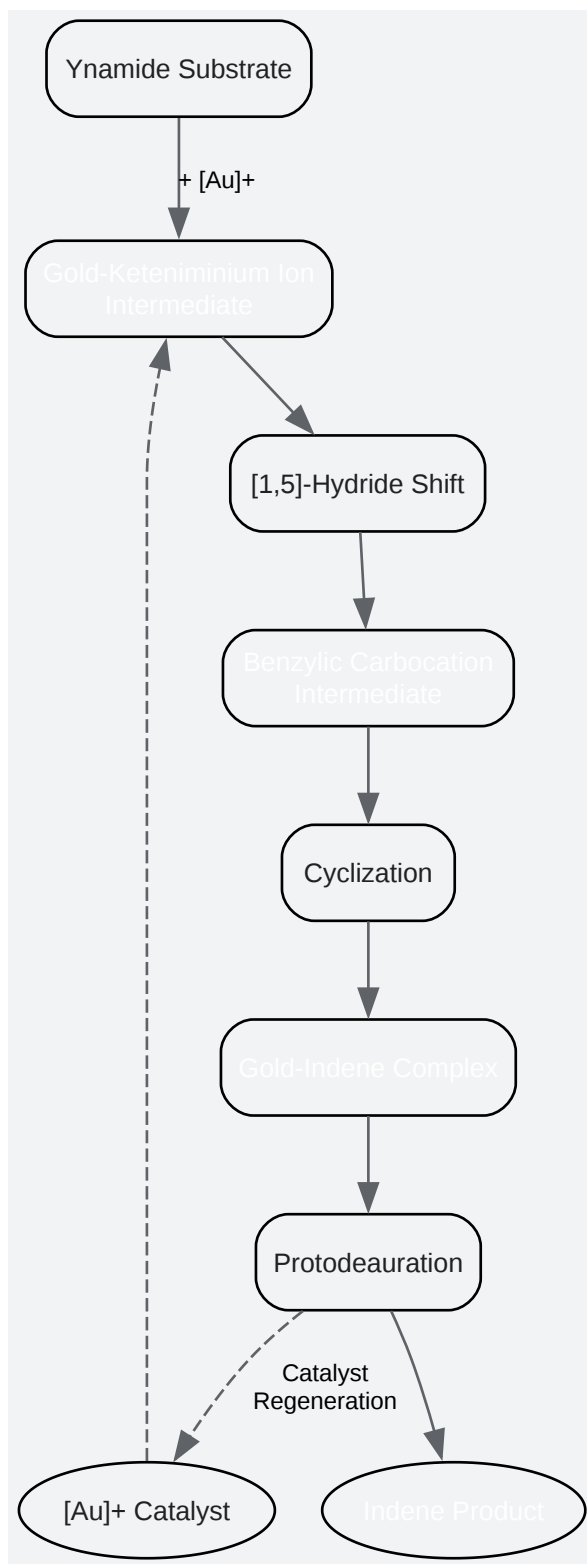 Ynamide Substrate
+ [Au]+
Gold-Keteniminium Ion
Intermediate
[1,5]-Hydride Shift
Benzylic Carbocation
Intermediate
Cyclization
Gold-Indene Complex
Protodeauration
Catalyst
Regeneration
[Au]+ Catalyst
Indene Product